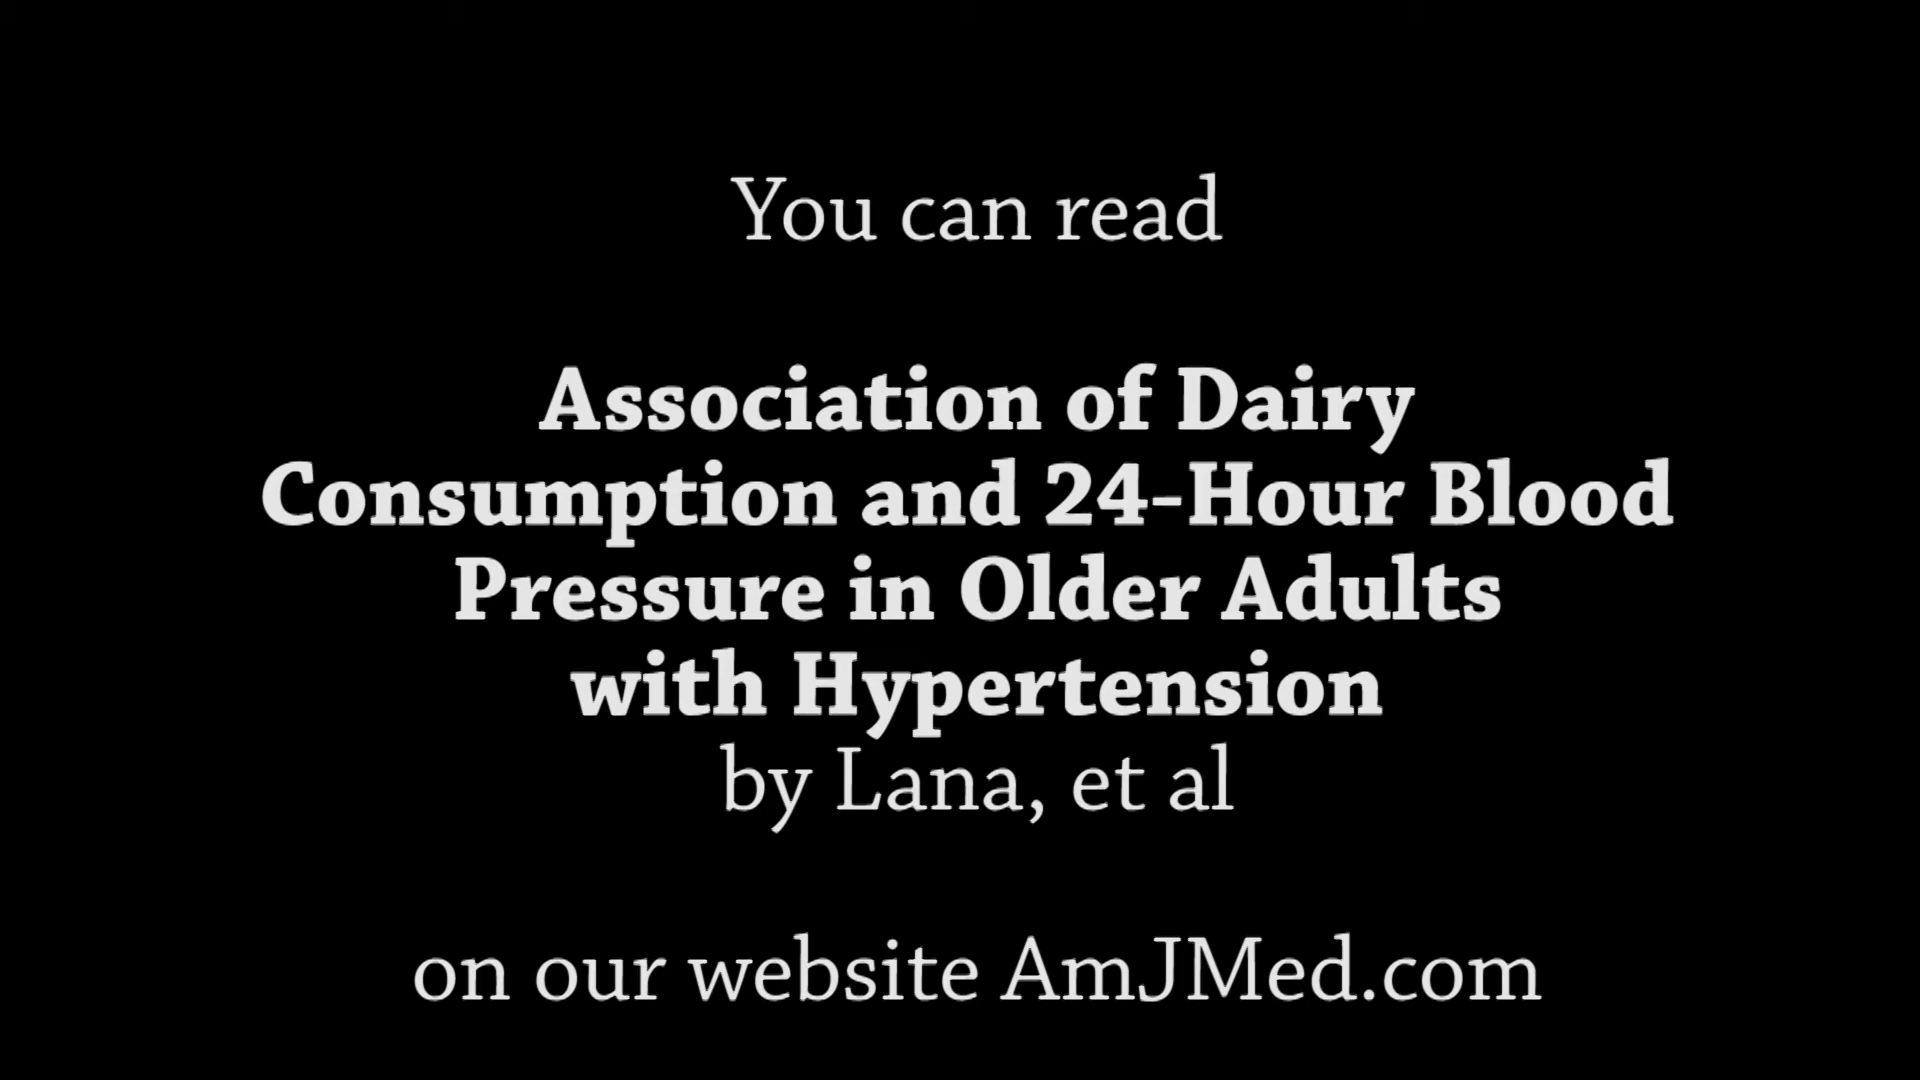 You can read
Association of Dairy
Consumption and 24-Hour Blood
Pressure in Older Adults
with Hypertension
by Lana, et al
on our website AmJMed.com